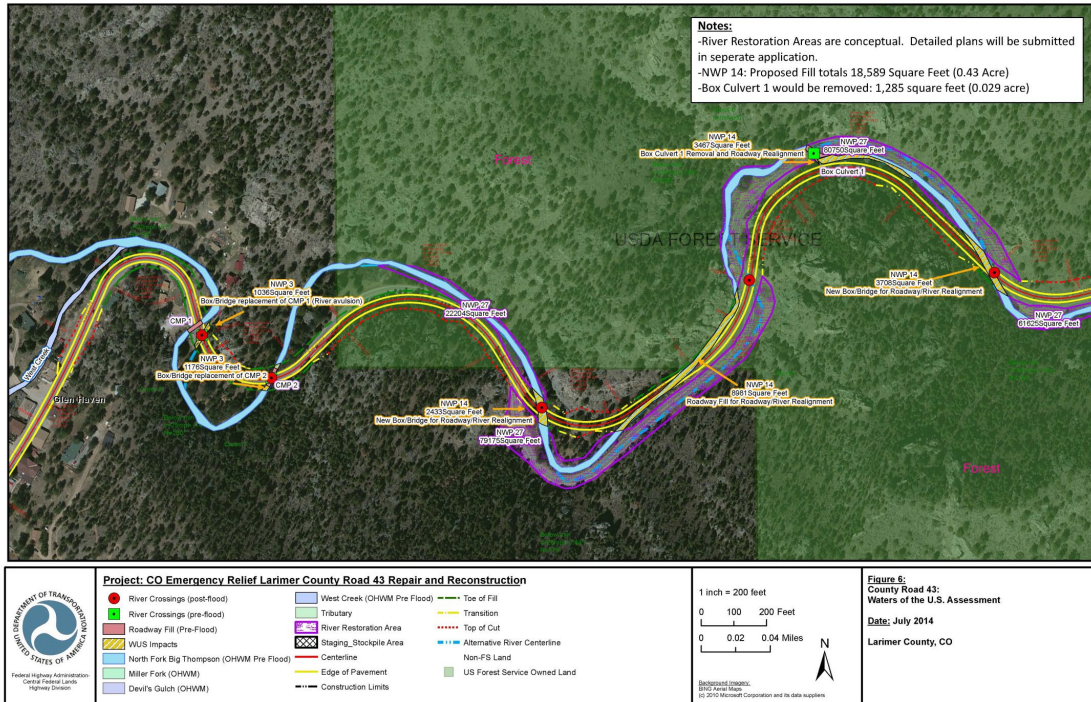 Notes:
-River Restoration Areas are conceptual. Detailed plans will be submitted
in seperate application.
-NWP 14: Proposed Fill totals 18,589 Square Feet (0.43 Acre)
-Box Culvert 1 would be removed: 1,285 square feet (0.029 acre)
NWP 14
3467Square Feet
Box Culvert 1 Removal and Roadway Realignment
NWP 27
80750Square Feet
Forest
Box Culvert 1
USDA FOREST SERVICE
NWP 3
1036Square Feet
Box/Bridge replacement of CMP 1 (River avulsion)
NWP 14
3708Square Feet
New Box/Bridge for Roadway/River Realignment
NWP 27
22204Square Feet
CMP 1
NWP 27
61625Square Feet
West Creek
NWP 3
1176Square Feet
Box/Bridge replacement of CMP 2
CMP 2
Glen Haven
NWP 14
2433Square Feet
New Box/Bridge for Roadway/River Realignment
NWP 14
Roadway Fill for Roadway/River Realignment
NWP 27
79175Square Feet
Forest
DEPARTMENT OF TRANSPORTATION
UNITED STATES OF AMERICA
Federal Highway Administration-
Central Federal Lands
Highway Division
Project: CO Emergency Relief Larimer County Road 43 Repair and Reconstruction
River Crossings (post-flood)
River Crossings (pre-flood)
Roadway Fill (Pre-Flood)
WUS Impacts
North Fork Big Thompson (OHWM Pre Flood)
Miller Fork (OHWM)
Devil's Gulch (OHWM)
West Creek (OHWM Pre Flood)
Tributary
River Restoration Area
Staging_Stockpile Area
Centerline
Edge of Pavement
Construction Limits
Toe of Fill
Transition
Top of Cut
Alternative River Centerline
Non-FS Land
US Forest Service Owned Land
1 inch = 200 feet
0 100 200 Feet
0 0.02 0.04 Miles
N
Background Imagery:
BING Aerial Maps
(c) 2010 Microsoft Corporation and its data suppliers
Figure 6:
County Road 43:
Waters of the U.S. Assessment
Date: July 2014
Larimer County, CO